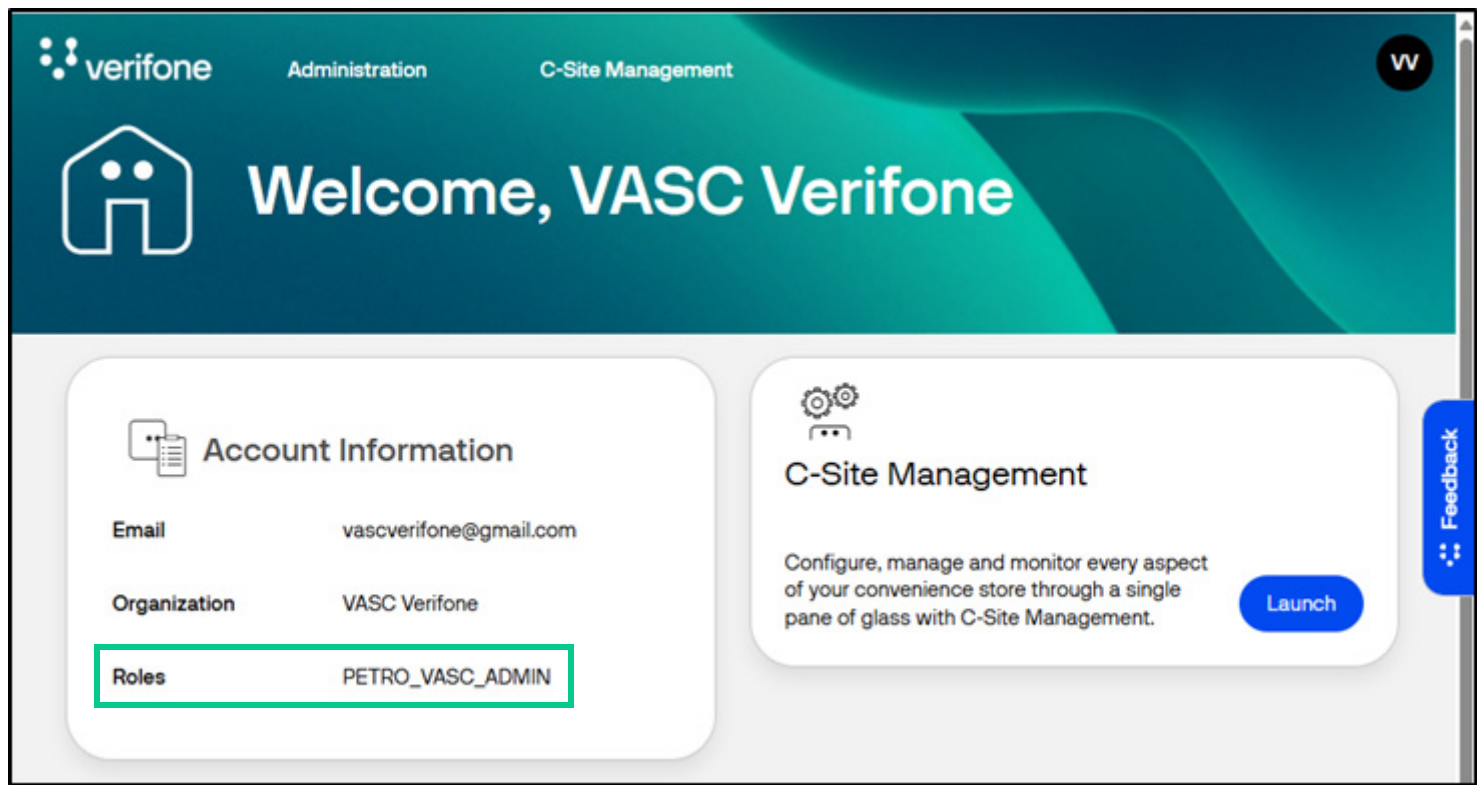 verifone
Administration
C-Site Management
VV
Welcome, VASC Verifone
Account Information
Email vascverifone@gmail.com
Organization VASC Verifone
Roles PETRO_VASC_ADMIN
C-Site Management
Configure, manage and monitor every aspect
of your convenience store through a single
pane of glass with C-Site Management.
Launch
Feedback